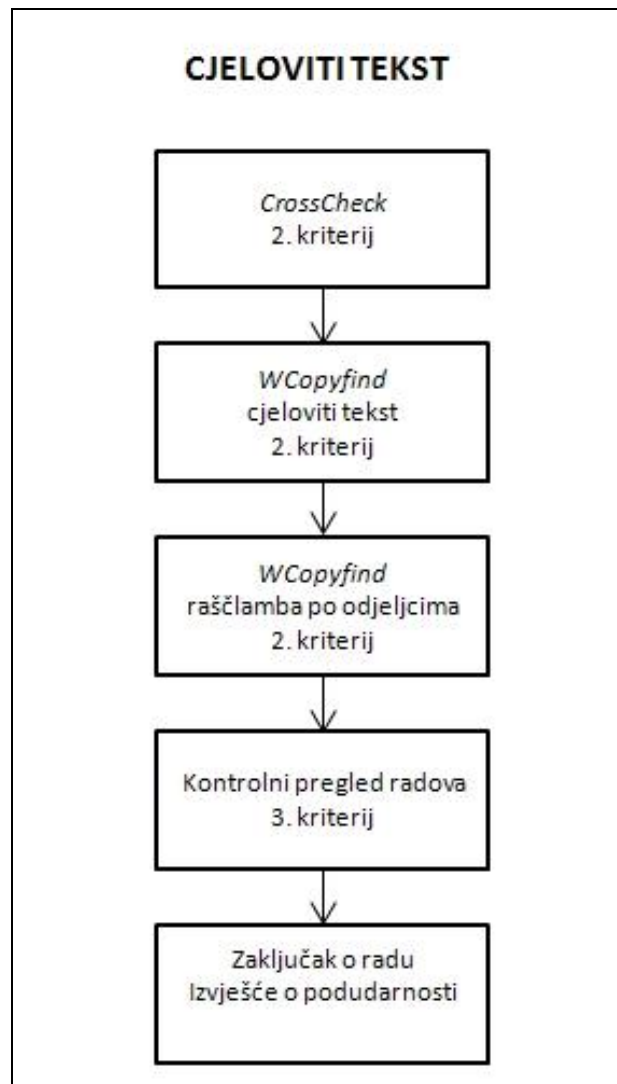 CJELOVITI TEKST
CrossCheck
2. kriterij
WCopyfind
cjeloviti tekst
2. kriterij
WCopyfind
raščlamba po odjeljcima
2. kriterij
Kontrolni pregled radova
3. kriterij
Zaključak o radu
Izvješće o podudarnosti